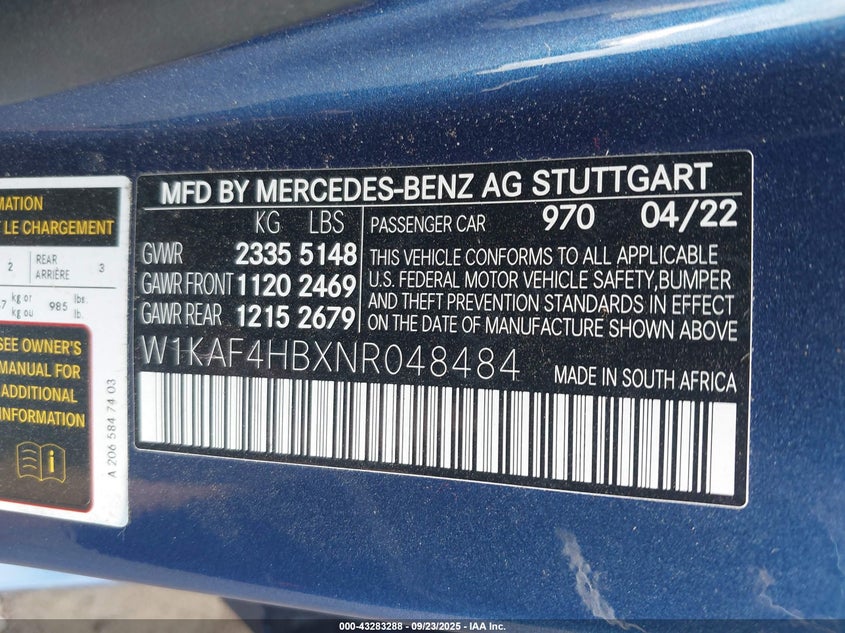 MATION
T LE CHARGEMENT
2 REAR ARRIÈRE 3
kg or kg ou 985 lbs. lb.
SEE OWNER'S
MANUAL FOR
ADDITIONAL
INFORMATION
A 206 584 74 03
MFD BY MERCEDES-BENZ AG STUTTGART
KG LBS
GVWR 2335 5148
GAWR FRONT 1120 2469
GAWR REAR 1215 2679
PASSENGER CAR 970 04/22
THIS VEHICLE CONFORMS TO ALL APPLICABLE
U.S. FEDERAL MOTOR VEHICLE SAFETY,BUMPER
AND THEFT PREVENTION STANDARDS IN EFFECT
ON THE DATE OF MANUFACTURE SHOWN ABOVE
W1KAF4HBXNR048484
MADE IN SOUTH AFRICA
000-43283288 - 09/23/2025 - IAA Inc.